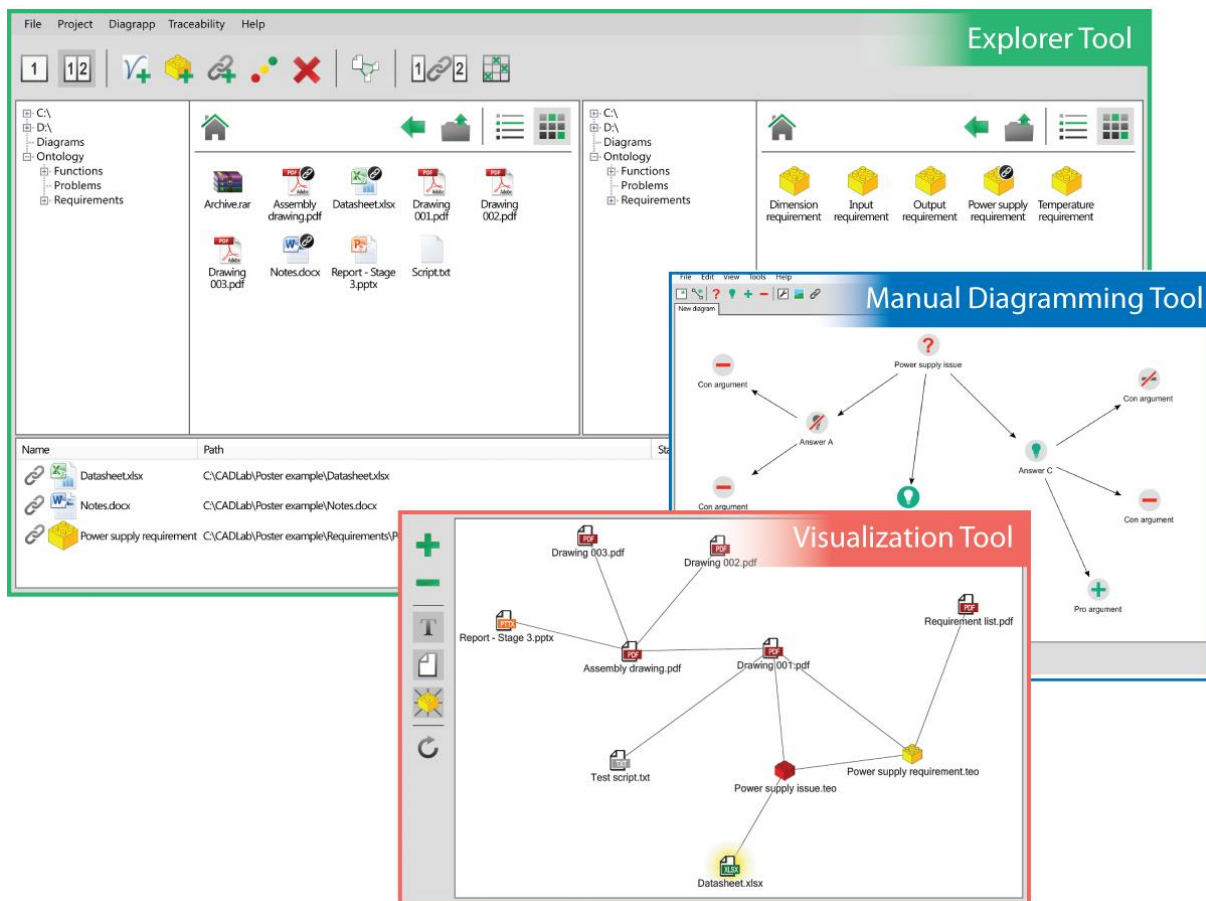 File Project Diagrapp Traceability Help
Explorer Tool
1 12 1 2
C:\
D:\
Diagrams
Ontology
Functions
Problems
Requirements
Archive.rar
Assembly
drawing.pdf
Datasheet.xlsx
Drawing
001.pdf
Drawing
002.pdf
Drawing
003.pdf
Notes.docx
Report - Stage
3.pptx
Script.txt
C:\
D:\
Diagrams
Ontology
Functions
Problems
Requirements
Dimension
requirement
Input
requirement
Output
requirement
Power supply
requirement
Temperature
requirement
Name Path Sta
Datasheet.xlsx C:\CADLab\Poster example\Datasheet.xlsx
Notes.docx C:\CADLab\Poster example\Notes.docx
Power supply requirement C:\CADLab\Poster example\Requirements\P
File Edit View Tools Help
Manual Diagramming Tool
New diagram
Power supply issue
Con argument
Con argument
Answer A
Answer C
Con argument
Con argument
Pro argument
Visualization Tool
T
Drawing 003.pdf
Drawing 002.pdf
Report - Stage 3.pptx
Requirement list.pdf
Assembly drawing.pdf
Drawing 001.pdf
Test script.txt
Power supply issue.teo
Power supply requirement.teo
Datasheet.xlsx